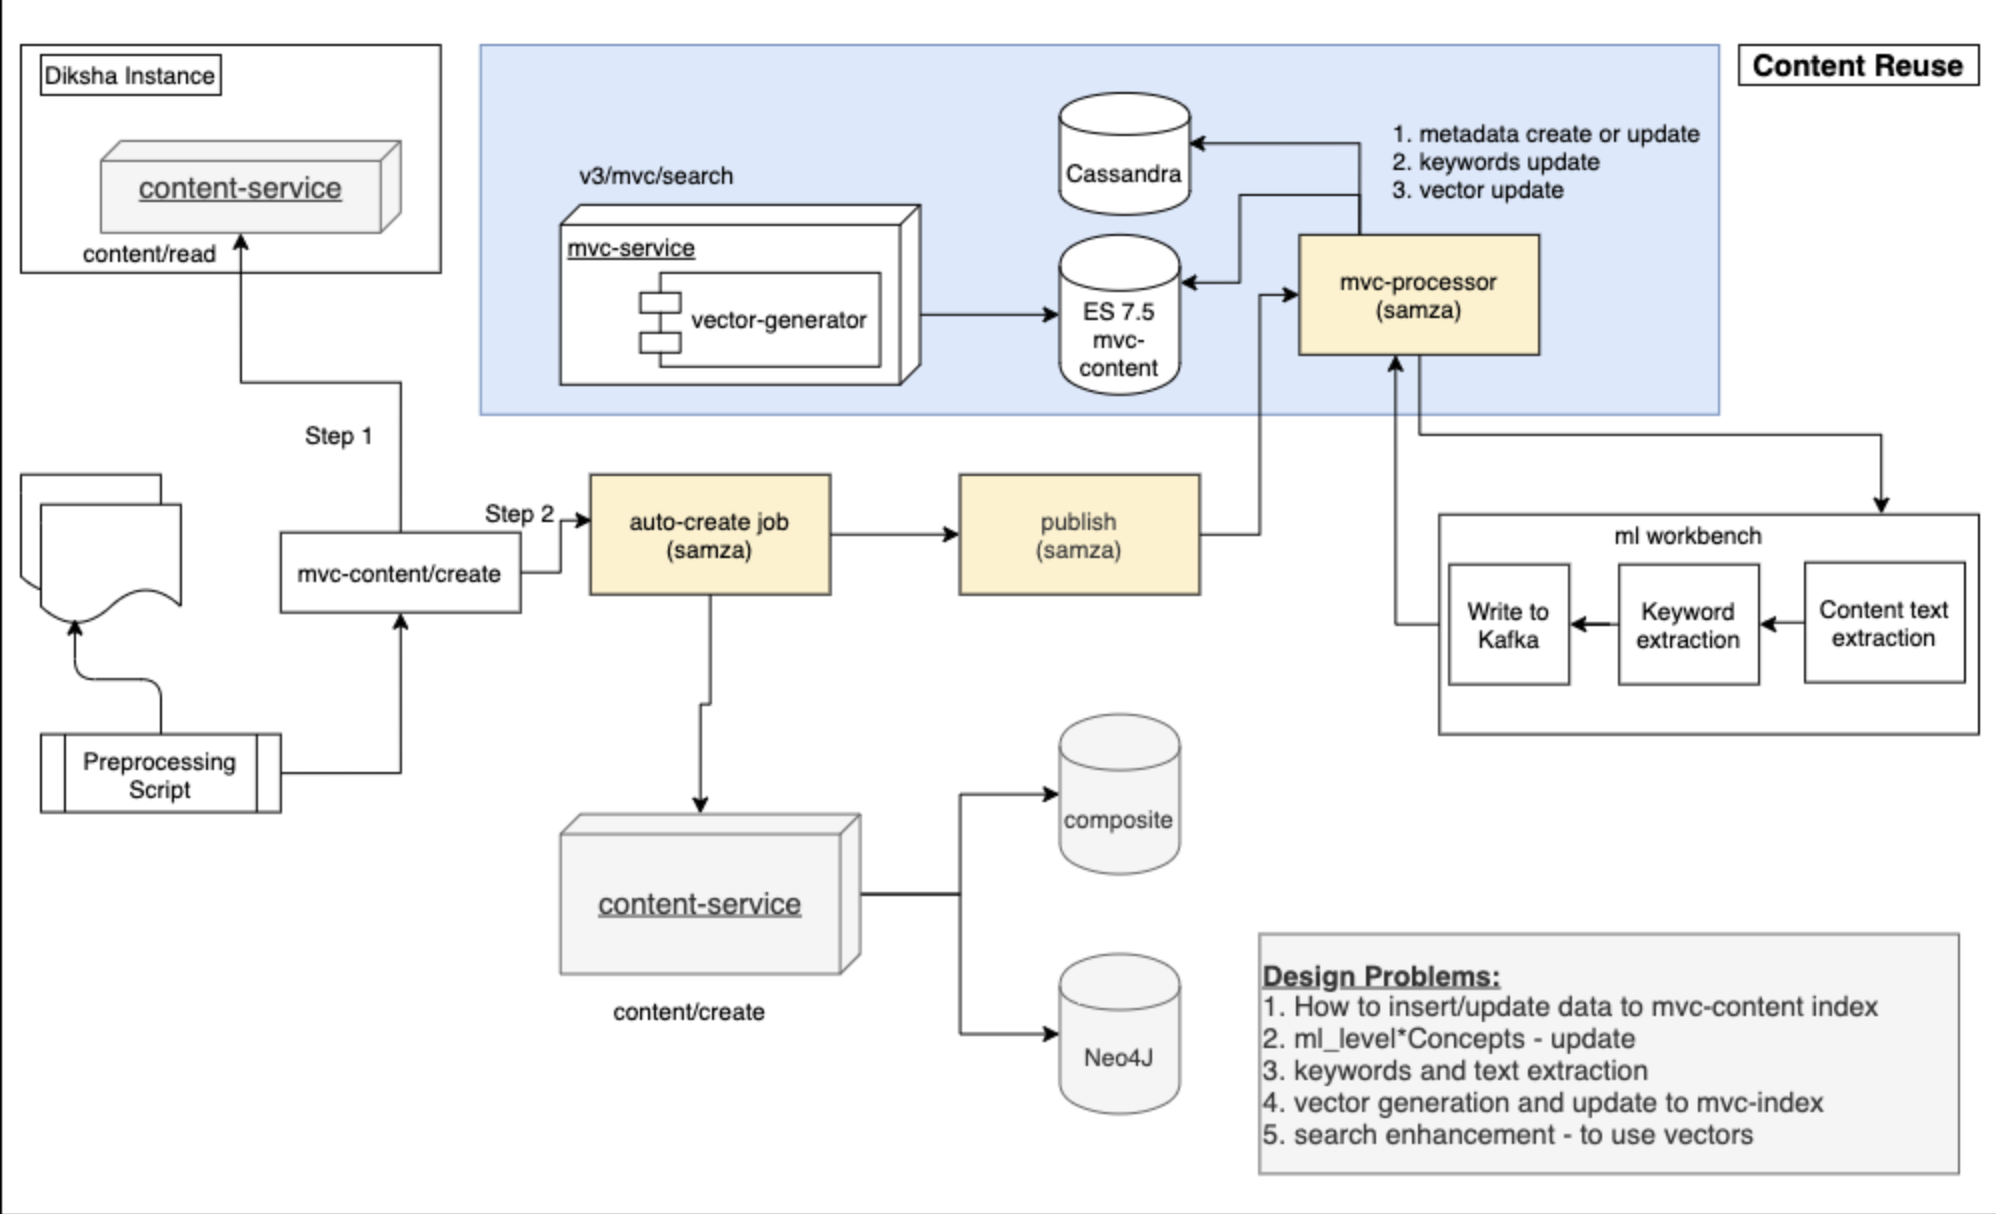 Diksha Instance
content-service
content/read
Content Reuse
v3/mvc/search
mvc-service
vector-generator
Cassandra
ES 7.5
mvc-
content
1. metadata create or update
2. keywords update
3. vector update
mvc-processor
(samza)
Step 1
Step 2
mvc-content/create
auto-create job
(samza)
publish
(samza)
ml workbench
Write to
Kafka
Keyword
extraction
Content text
extraction
Preprocessing
Script
content-service
content/create
composite
Neo4J
Design Problems:
1. How to insert/update data to mvc-content index
2. ml_level*Concepts - update
3. keywords and text extraction
4. vector generation and update to mvc-index
5. search enhancement - to use vectors